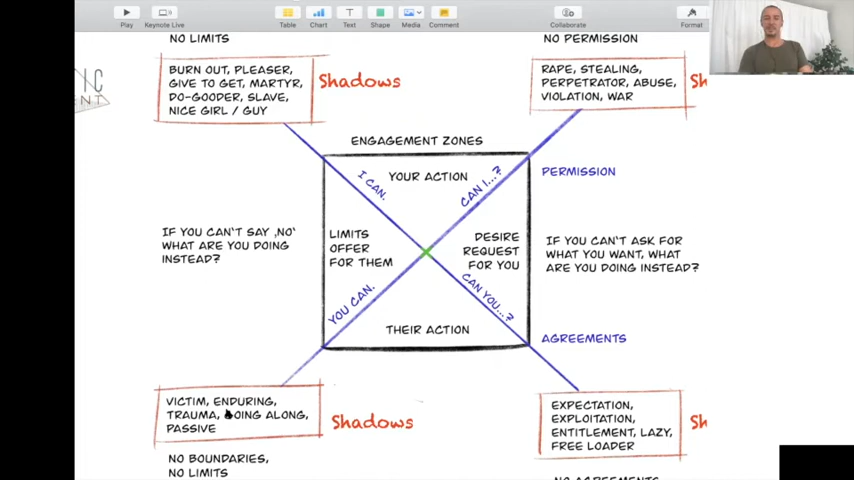 Play
Keynote Live
Table
Chart
Text
Shape
Media
Comment
Collaborate
Format
NO LIMITS
NO PERMISSION
BURN OUT, PLEASER,
GIVE TO GET, MARTYR,
DO-GOODER, SLAVE,
NICE GIRL / GUY
Shadows
RAPE, STEALING,
PERPETRATOR, ABUSE,
VIOLATION, WAR
ENGAGEMENT ZONES
YOUR ACTION
I CAN.
CAN I...?
PERMISSION
IF YOU CAN'T SAY ,NO'
WHAT ARE YOU DOING
INSTEAD?
LIMITS
OFFER
FOR THEM
DESIRE
REQUEST
FOR YOU
IF YOU CAN'T ASK FOR
WHAT YOU WANT, WHAT
ARE YOU DOING INSTEAD?
YOU CAN.
CAN YOU...?
THEIR ACTION
AGREEMENTS
VICTIM, ENDURING,
TRAUMA, GOING ALONG,
PASSIVE
Shadows
EXPECTATION,
EXPLOITATION,
ENTITLEMENT, LAZY,
FREE LOADER
NO BOUNDARIES,
NO LIMITS
NO AGREEMENTS